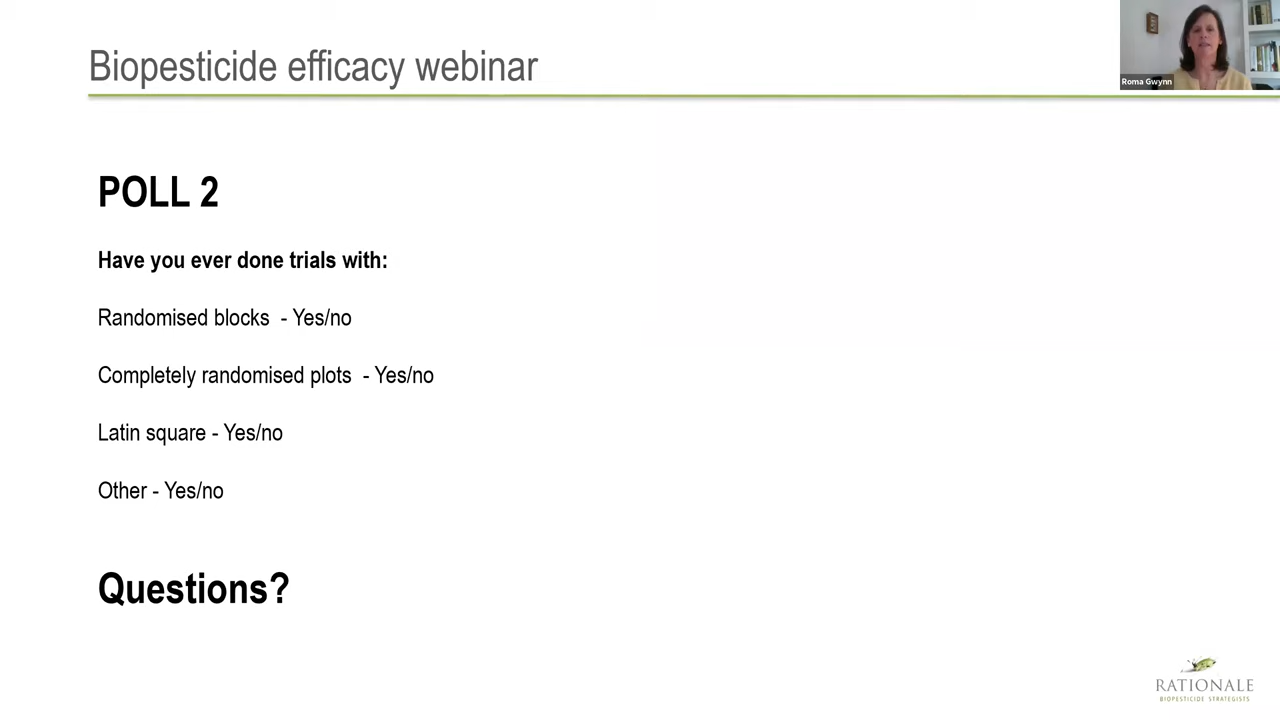 Biopesticide efficacy webinar
Roma Gwynn
POLL 2
Have you ever done trials with:
Randomised blocks  - Yes/no
Completely randomised plots  - Yes/no
Latin square - Yes/no
Other - Yes/no
Questions?
RATIONALE
BIOPESTICIDE STRATEGISTS